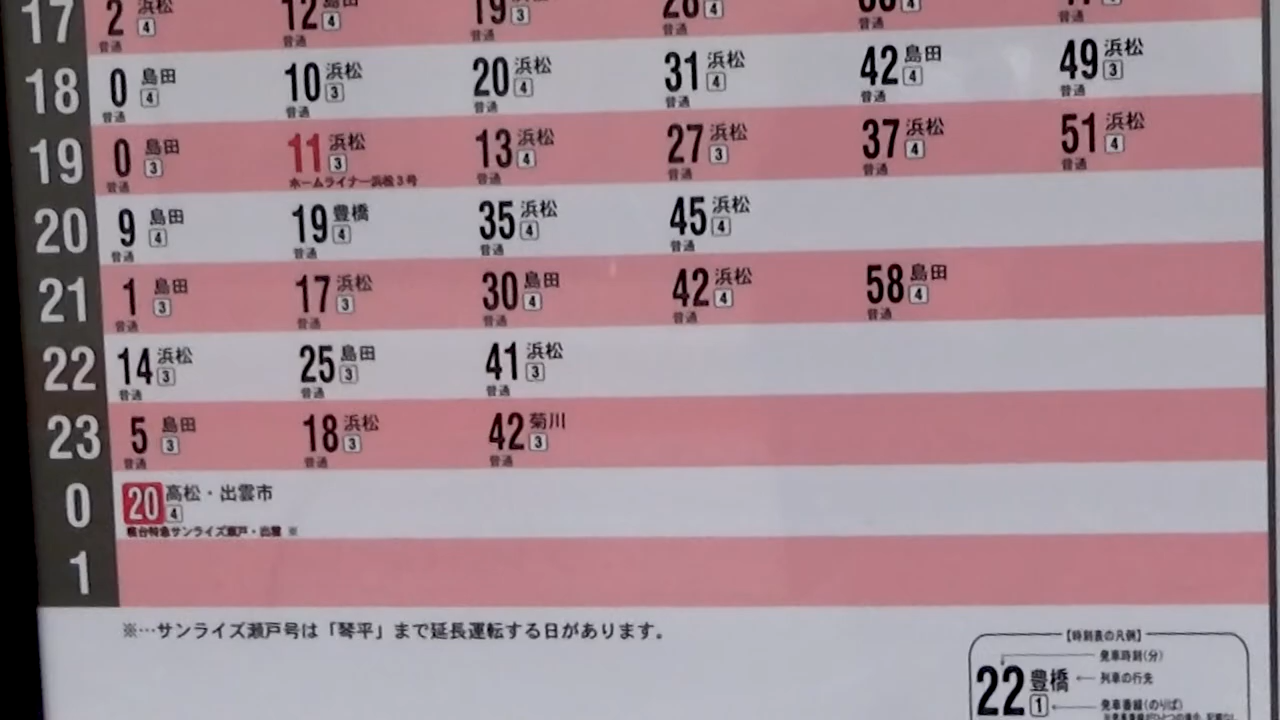 17 2 浜松 4 普通 12 島田 4 普通 19 浜松 3 普通 28 4 普通 4 普通
18 0 島田 4 普通 10 浜松 3 普通 20 浜松 4 普通 31 浜松 4 普通 42 島田 4 普通 49 浜松 3 普通
19 0 島田 3 普通 11 浜松 3 ホームライナー浜松3号 13 浜松 4 普通 27 浜松 3 普通 37 浜松 4 普通 51 浜松 4 普通
20 9 島田 4 普通 19 豊橋 4 普通 35 浜松 4 普通 45 浜松 4 普通
21 1 島田 3 普通 17 浜松 3 普通 30 島田 4 普通 42 浜松 4 普通 58 島田 4 普通
22 14 浜松 3 普通 25 島田 3 普通 41 浜松 3 普通
23 5 島田 3 普通 18 浜松 3 普通 42 菊川 3 普通
0 20 高松・出雲市 4 寝台特急サンライズ瀬戸・出雲 ※
1
※…サンライズ瀬戸号は「琴平」まで延長運転する日があります。
【時刻表の凡例】
発車時刻(分)
22 豊橋 列車の行先
1 発車番線(のりば)